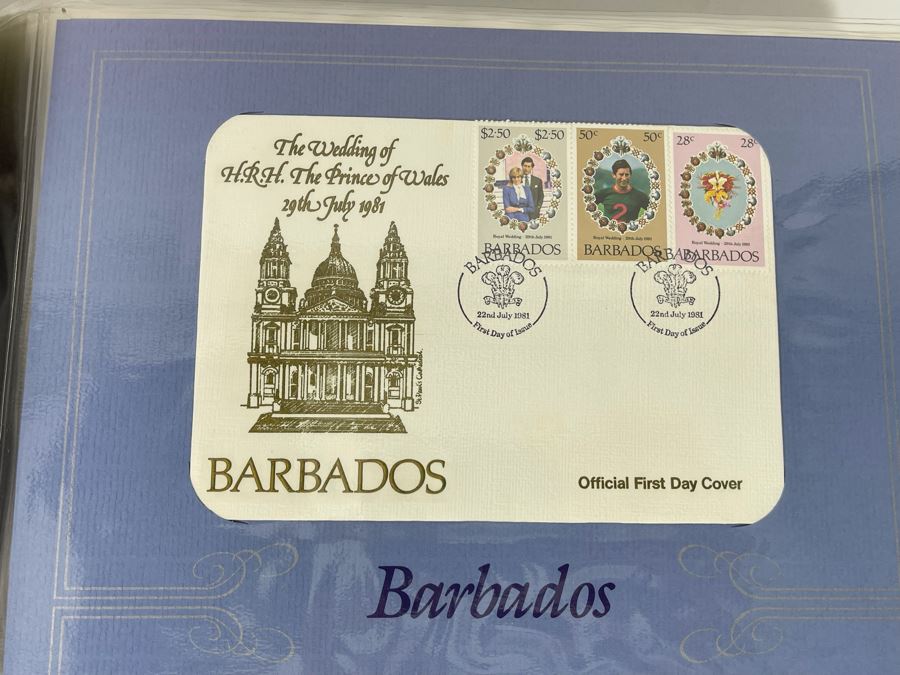 The Wedding of
H.R.H. The Prince of Wales
29th July 1981
St. Paul's Cathedral.
BARBADOS
$2·50 $2·50
Royal Wedding - 29th July 1981
BARBADOS
50c 50c
Royal Wedding - 29th July 1981
BARBADOS
28c 28c
Royal Wedding - 29th July 1981
BARBADOS
BARBADOS
22nd July 1981
First Day of Issue
BARBADOS
22nd July 1981
First Day of Issue
Official First Day Cover
Barbados